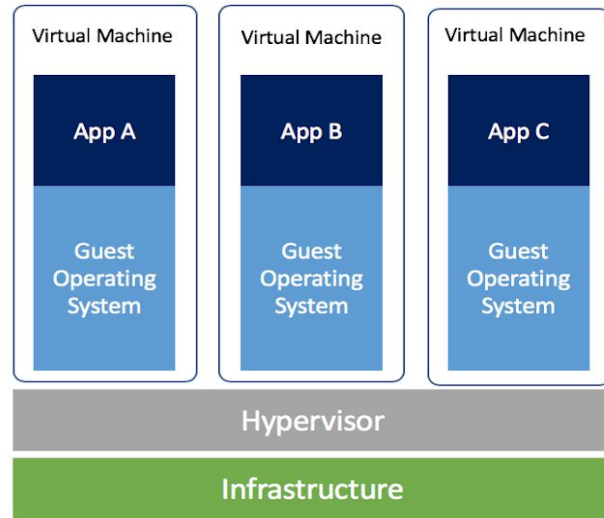 Virtual Machine
Virtual Machine
Virtual Machine
App A
App B
App C
Guest
Operating
System
Guest
Operating
System
Guest
Operating
System
Hypervisor
Infrastructure